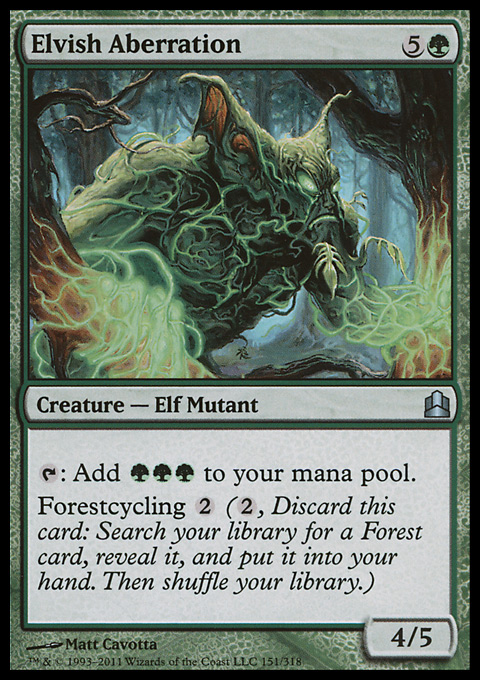 Elvish Aberration 5
Creature — Elf Mutant
: Add to your mana pool.
Forestcycling 2 (2, Discard this
card: Search your library for a Forest
card, reveal it, and put it into your
hand. Then shuffle your library.)
4/5
Matt Cavotta
™ & © 1993–2011 Wizards of the Coast LLC 151/318